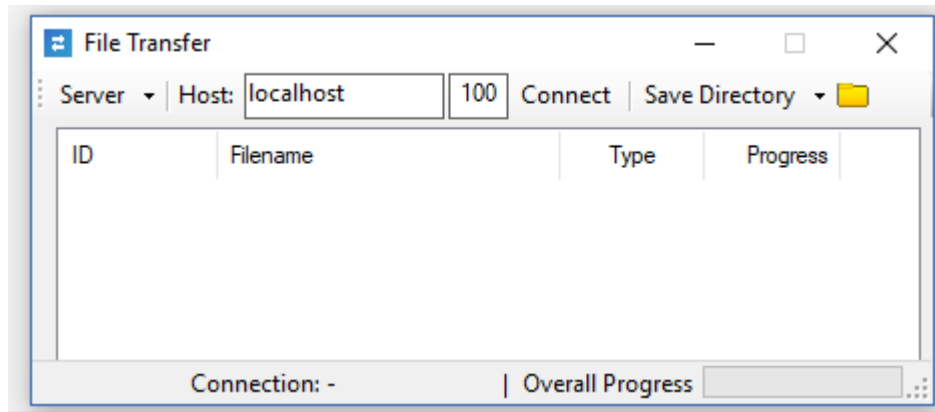 File Transfer
Server Host: localhost 100 Connect Save Directory
ID Filename Type Progress
Connection: - | Overall Progress